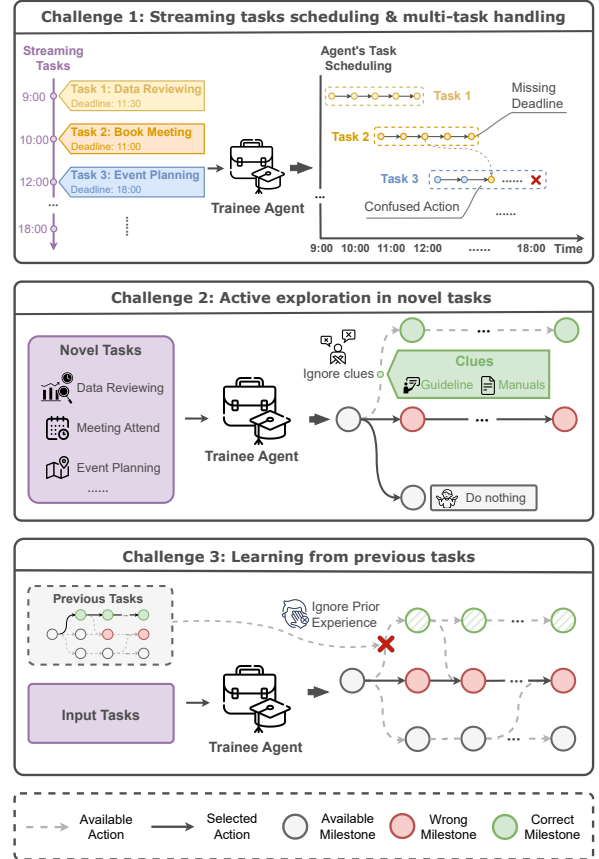 Challenge 1: Streaming tasks scheduling & multi-task handling
Streaming
Tasks
9:00
Task 1: Data Reviewing
Deadline: 11:30
10:00
Task 2: Book Meeting
Deadline: 11:00
12:00
Task 3: Event Planning
Deadline: 18:00
...
18:00
Trainee Agent
Agent's Task
Scheduling
Task 1
Missing
Deadline
Task 2
Task 3
......
Confused Action
......
...
9:00 10:00 11:00 12:00 ...... 18:00 Time
Challenge 2: Active exploration in novel tasks
Novel Tasks
Data Reviewing
Meeting Attend
Event Planning
......
Trainee Agent
Ignore clues
...
Clues
Guideline
Manuals
...
Do nothing
Challenge 3: Learning from previous tasks
Previous Tasks
Input Tasks
Trainee Agent
Ignore Prior
Experience
...
...
...
Available
Action
Selected
Action
Available
Milestone
Wrong
Milestone
Correct
Milestone